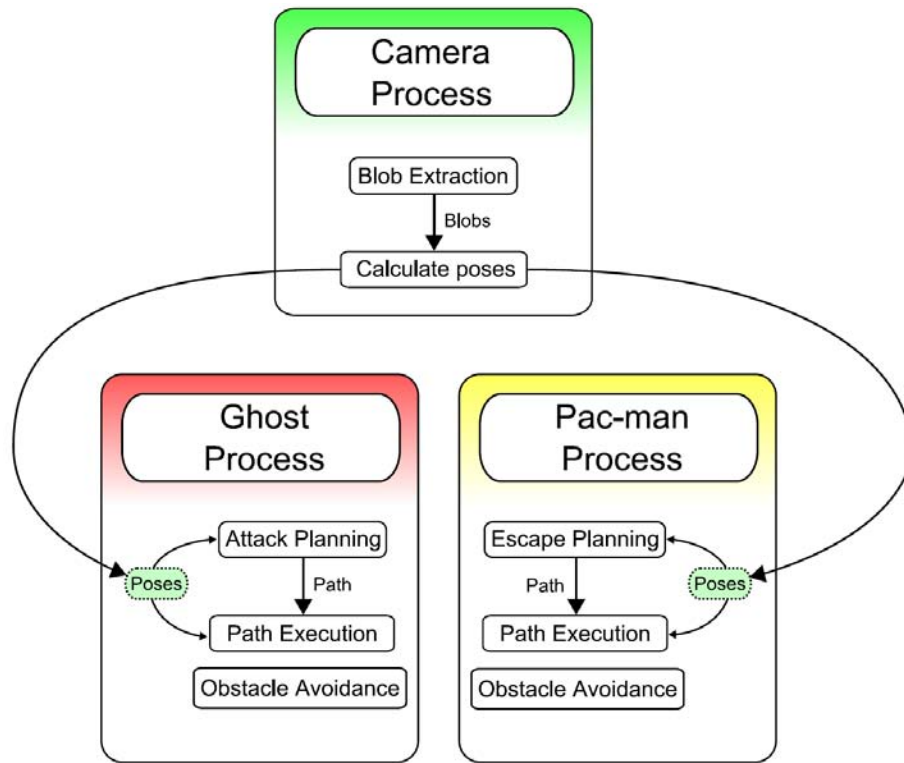 Camera
Process
Blob Extraction
Blobs
Calculate poses
Ghost
Process
Attack Planning
Poses
Path
Path Execution
Obstacle Avoidance
Pac-man
Process
Escape Planning
Poses
Path
Path Execution
Obstacle Avoidance